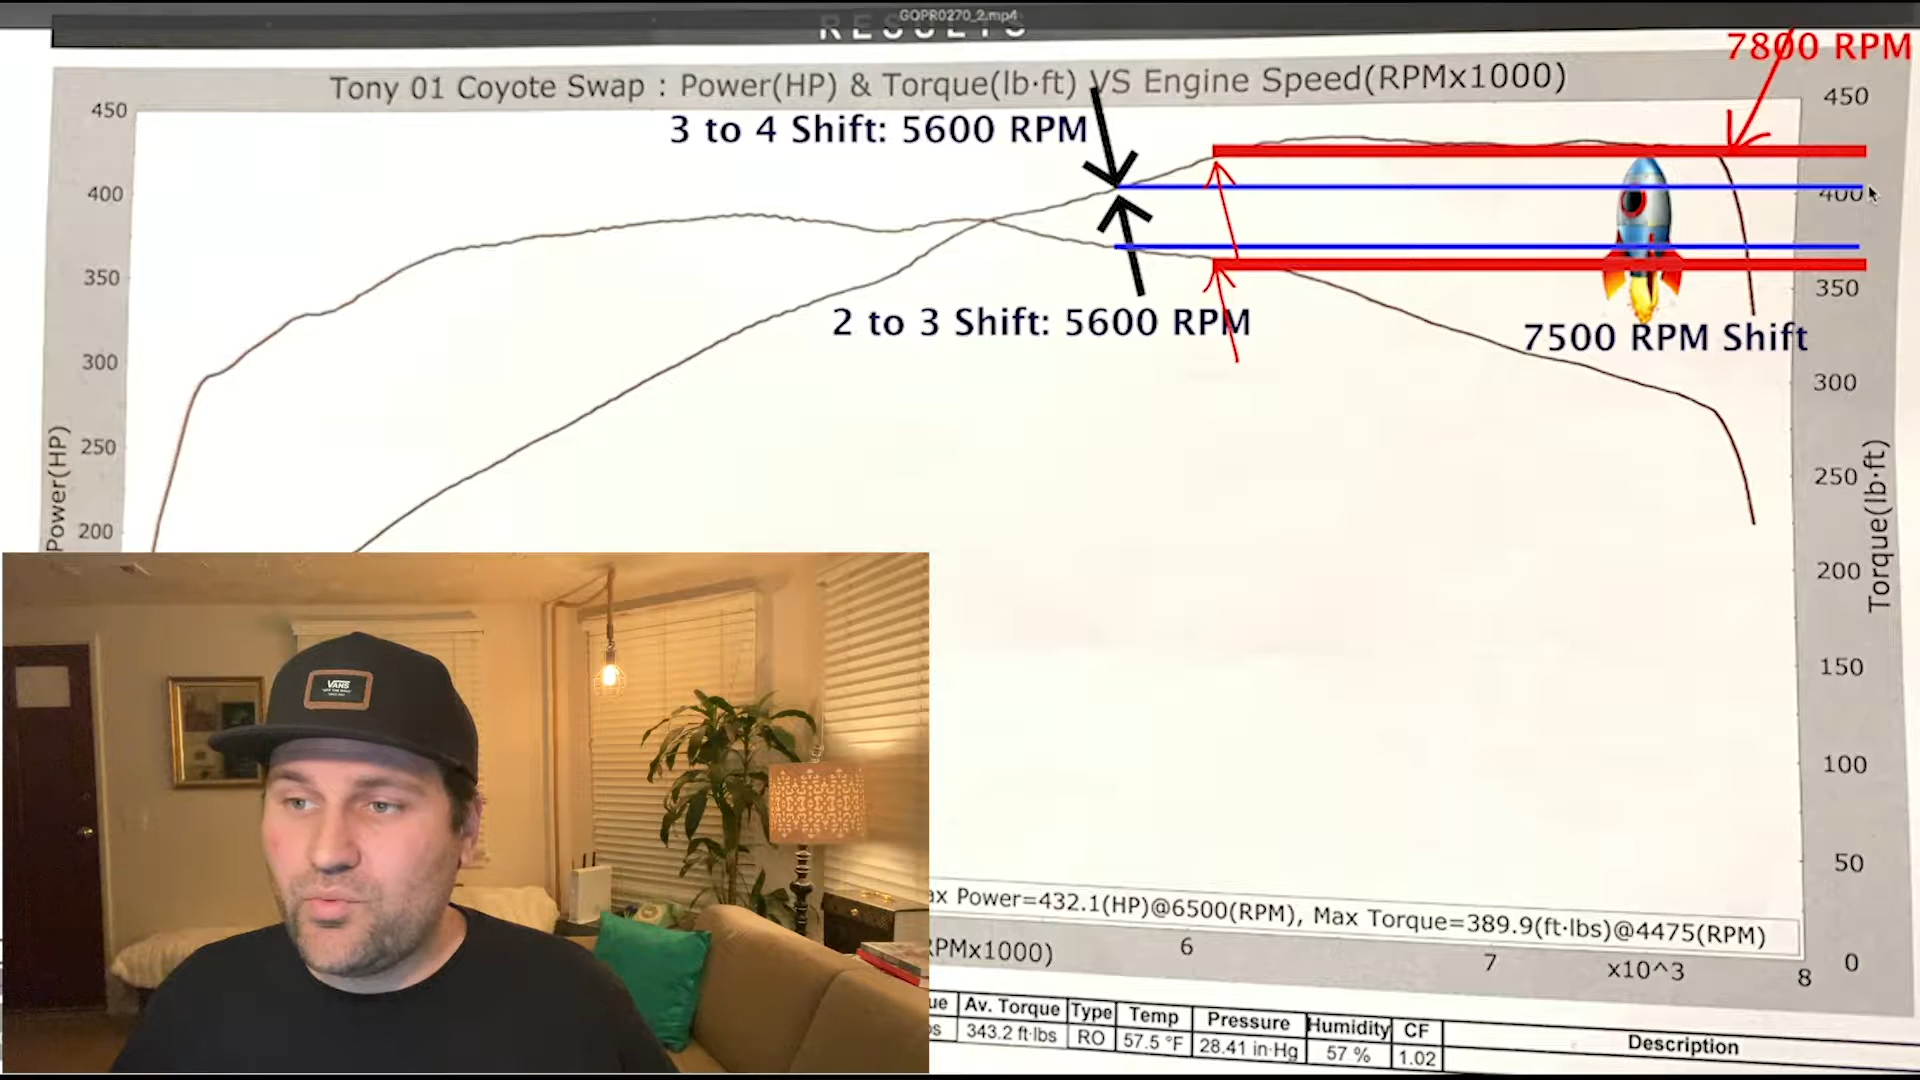 GOPR0270_2.mp4
RESULTS
7800 RPM
Tony 01 Coyote Swap : Power(HP) & Torque(lb·ft) VS Engine Speed(RPMx1000)
450
450
3 to 4 Shift: 5600 RPM
400
400
350
350
2 to 3 Shift: 5600 RPM
7500 RPM Shift
300
300
250
250
200
200
Power(HP)
Torque(lb·ft)
150
100
50
0
VANS
ax Power=432.1(HP)@6500(RPM), Max Torque=389.9(ft·lbs)@4475(RPM)
RPMx1000)
6
7
x10^3
8
ue Av. Torque Type Temp Pressure Humidity CF Description
343.2 ft·lbs RO 57.5 °F 28.41 in·Hg 57 % 1.02